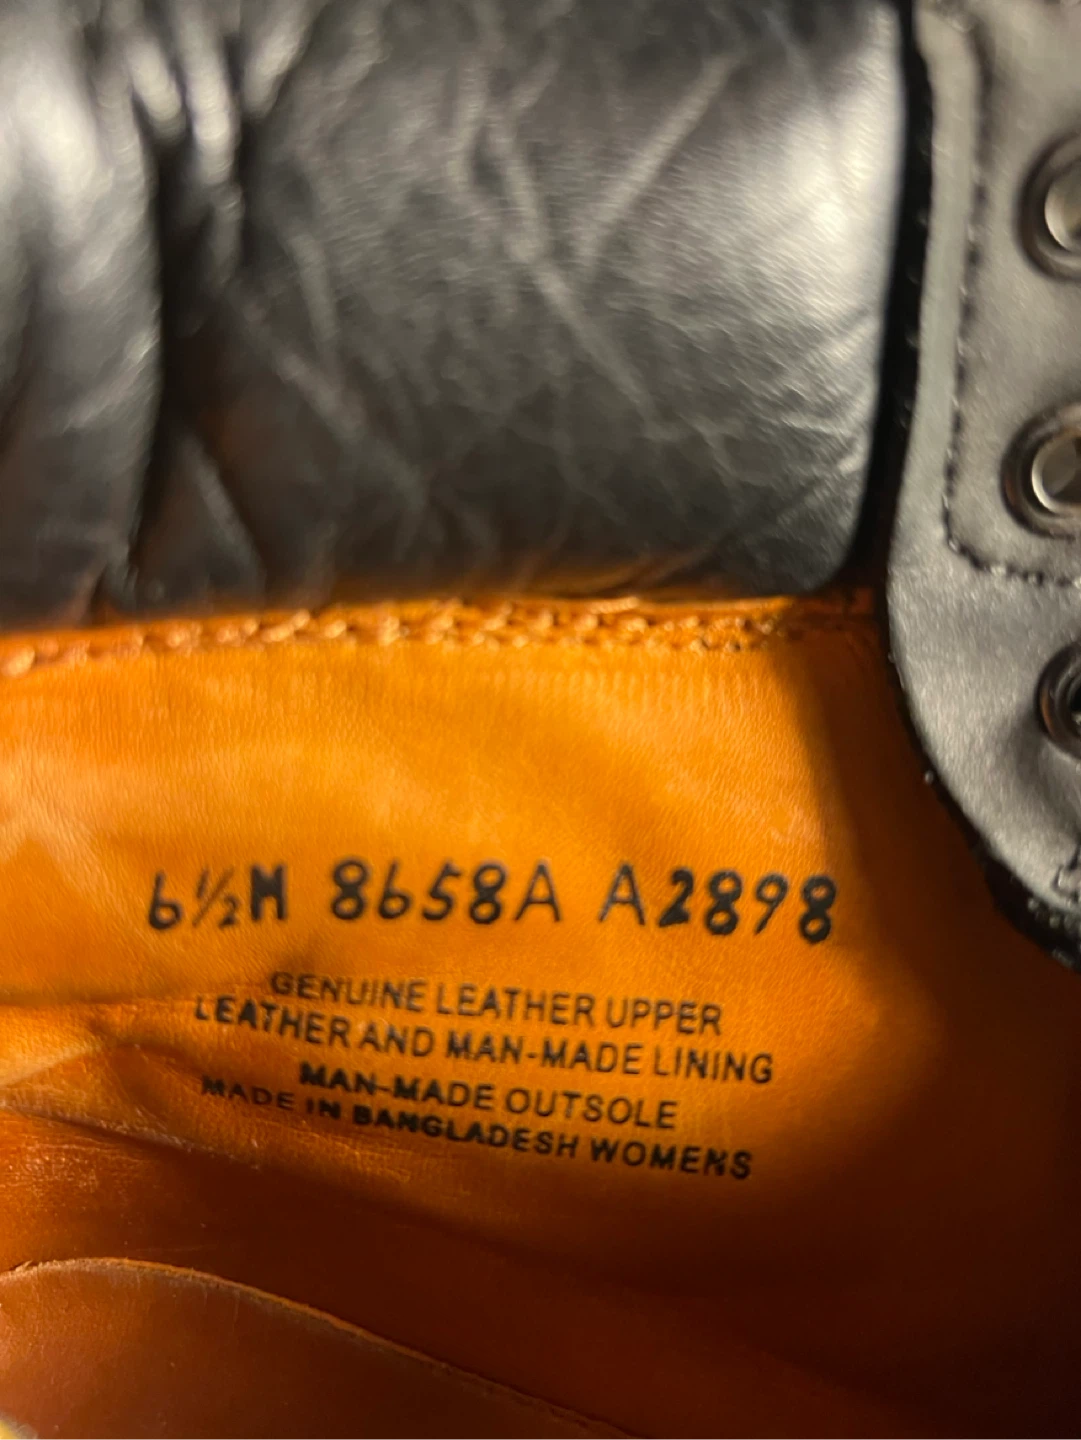 6½M 8658A A2898
GENUINE LEATHER UPPER
LEATHER AND MAN-MADE LINING
MAN-MADE OUTSOLE
MADE IN BANGLADESH WOMENS